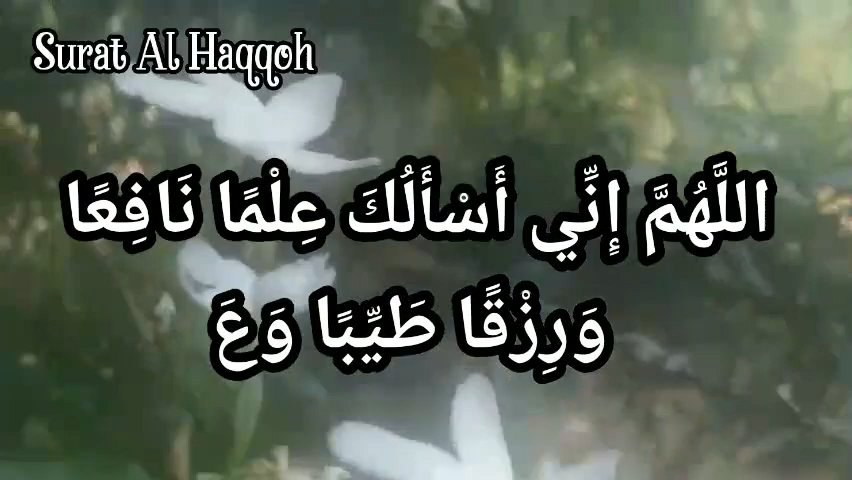 Surat Al Haqqoh
اللَّهُمَّ إِنِّي أَسْأَلُكَ عِلْمًا نَافِعًا
وَرِزْقًا طَيِّبًا وَعَ